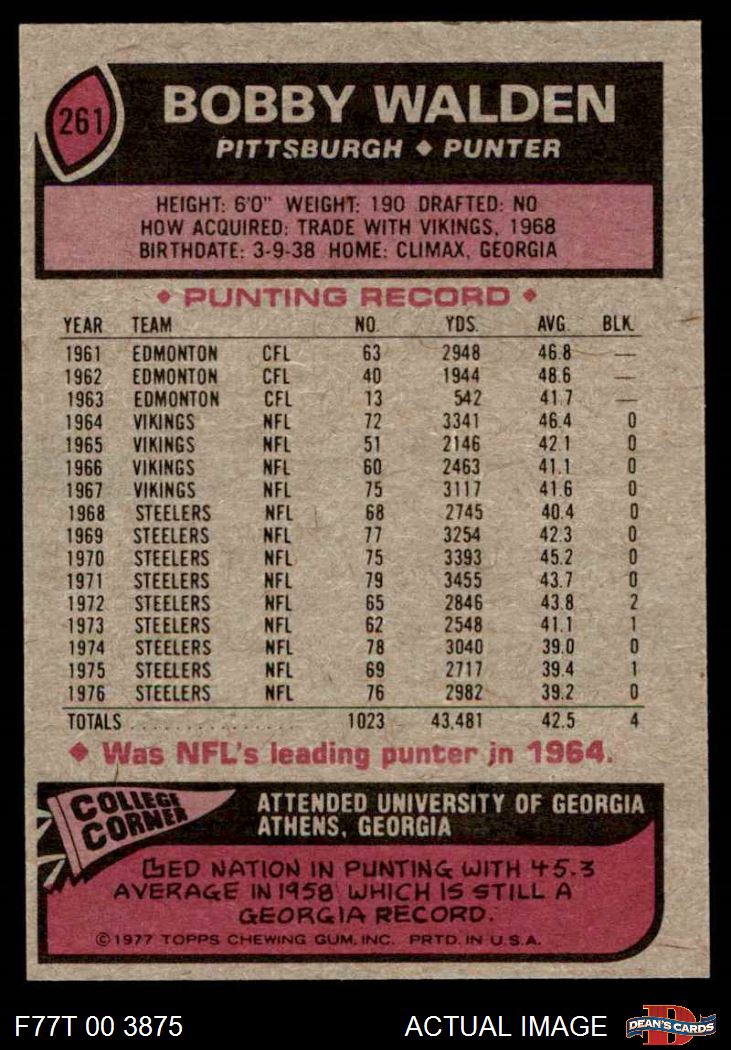 261
BOBBY WALDEN
PITTSBURGH ◆ PUNTER
HEIGHT: 6'0" WEIGHT: 190 DRAFTED: NO
HOW ACQUIRED: TRADE WITH VIKINGS, 1968
BIRTHDATE: 3-9-38 HOME: CLIMAX, GEORGIA
◆ PUNTING RECORD ◆
YEAR TEAM NO. YDS. AVG. BLK.
1961 EDMONTON CFL 63 2948 46.8 —
1962 EDMONTON CFL 40 1944 48.6 —
1963 EDMONTON CFL 13 542 41.7 —
1964 VIKINGS NFL 72 3341 46.4 0
1965 VIKINGS NFL 51 2146 42.1 0
1966 VIKINGS NFL 60 2463 41.1 0
1967 VIKINGS NFL 75 3117 41.6 0
1968 STEELERS NFL 68 2745 40.4 0
1969 STEELERS NFL 77 3254 42.3 0
1970 STEELERS NFL 75 3393 45.2 0
1971 STEELERS NFL 79 3455 43.7 0
1972 STEELERS NFL 65 2846 43.8 2
1973 STEELERS NFL 62 2548 41.1 1
1974 STEELERS NFL 78 3040 39.0 0
1975 STEELERS NFL 69 2717 39.4 1
1976 STEELERS NFL 76 2982 39.2 0
TOTALS . . . . . . . . . . . . . . 1023 43,481 42.5 4
◆ Was NFL's leading punter in 1964.
COLLEGE
CORNER
ATTENDED UNIVERSITY OF GEORGIA
ATHENS, GEORGIA
LED NATION IN PUNTING WITH 45.3
AVERAGE IN 1958 WHICH IS STILL A
GEORGIA RECORD.
©1977 TOPPS CHEWING GUM, INC. PRTD. IN U.S.A.
F77T 00 3875 ACTUAL IMAGE
D
DEAN'S CARDS